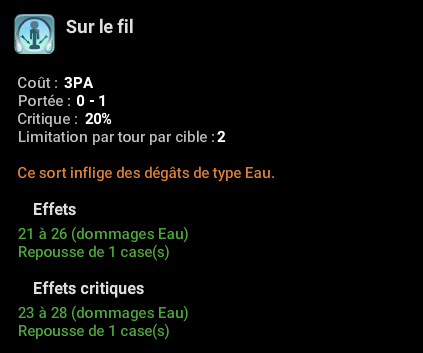 Sur le fil
Coût : 3PA
Portée : 0 - 1
Critique : 20%
Limitation par tour par cible : 2
Ce sort inflige des dégâts de type Eau.
Effets
21 à 26 (dommages Eau)
Repousse de 1 case(s)
Effets critiques
23 à 28 (dommages Eau)
Repousse de 1 case(s)